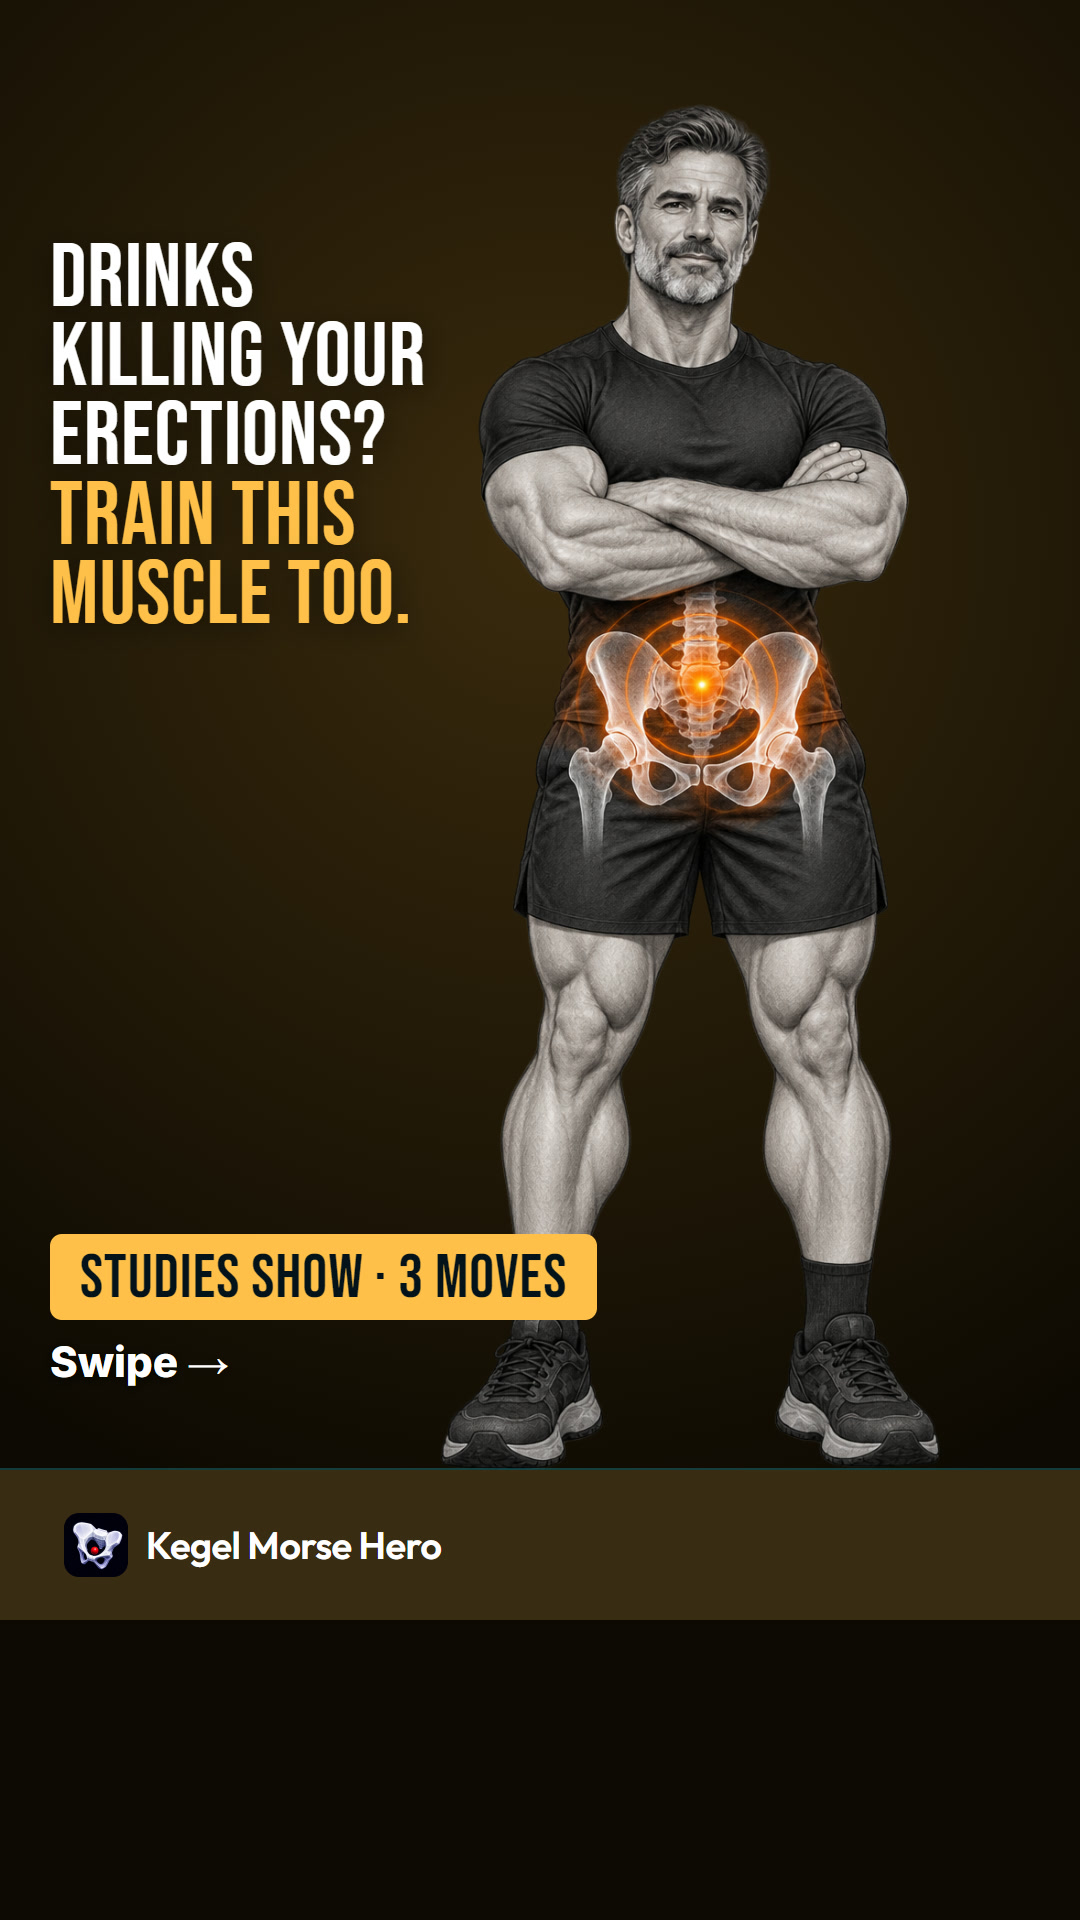 DRINKS
KILLING YOUR
ERECTIONS?
TRAIN THIS
MUSCLE TOO.
STUDIES SHOW · 3 MOVES
Swipe →
Kegel Morse Hero